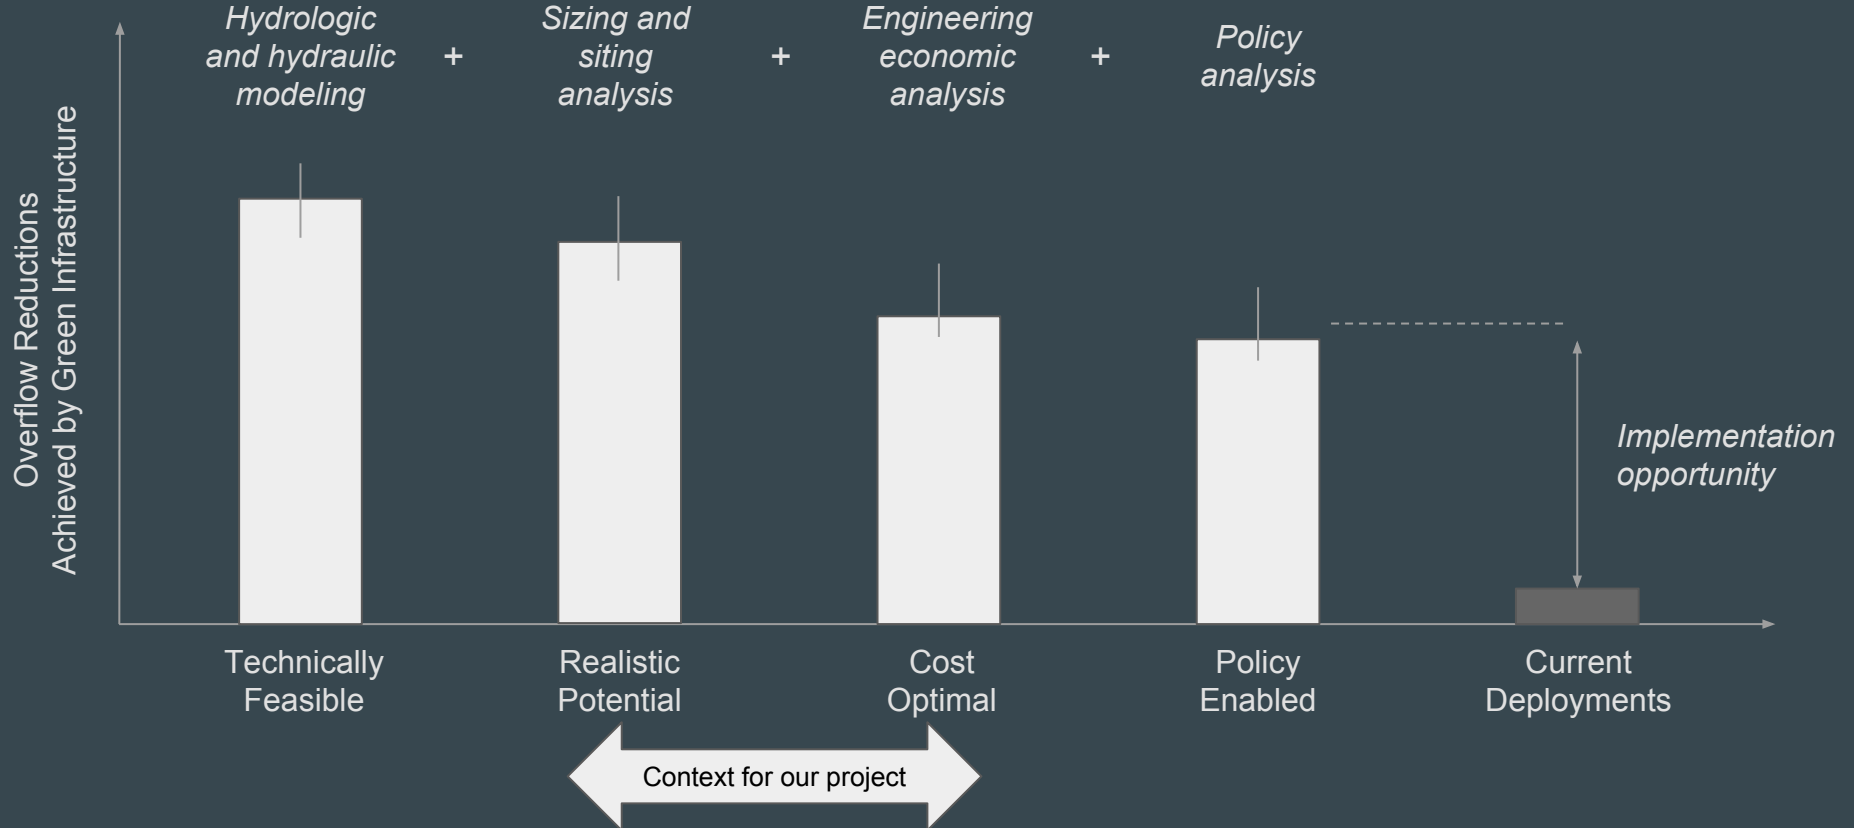 Hydrologic
and hydraulic
modeling
+
Sizing and
siting
analysis
+
Engineering
economic
analysis
+
Policy
analysis
Overflow Reductions
Achieved by Green Infrastructure
Implementation
opportunity
Technically
Feasible
Realistic
Potential
Cost
Optimal
Policy
Enabled
Current
Deployments
Context for our project